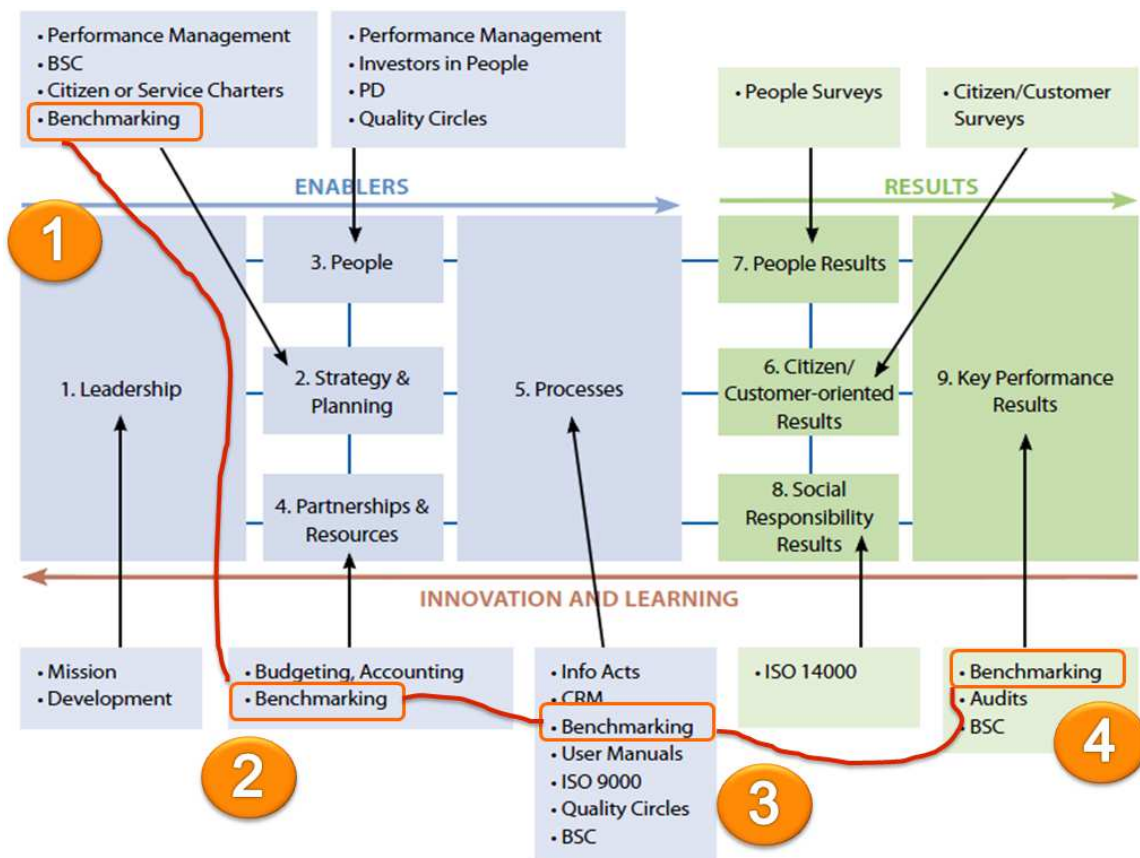 • Performance Management
• BSC
• Citizen or Service Charters
• Benchmarking
• Performance Management
• Investors in People
• PD
• Quality Circles
• People Surveys
• Citizen/Customer
Surveys
ENABLERS
RESULTS
1
3. People
7. People Results
1. Leadership
2. Strategy &
Planning
5. Processes
6. Citizen/
Customer-oriented
Results
9. Key Performance
Results
4. Partnerships &
Resources
8. Social
Responsibility
Results
INNOVATION AND LEARNING
• Mission
• Development
• Budgeting, Accounting
• Benchmarking
2
• Info Acts
• CRM
• Benchmarking
• User Manuals
• ISO 9000
• Quality Circles
• BSC
3
• ISO 14000
• Benchmarking
• Audits
• BSC
4